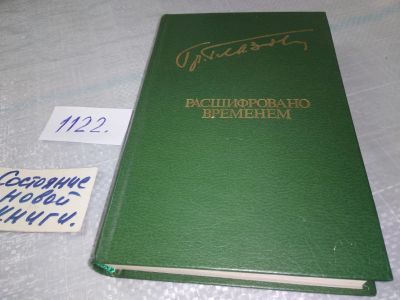 Гр. Глазов
РАСШИФРОВАНО
ВРЕМЕНЕМ
1122.
Состояние
новой
книги.